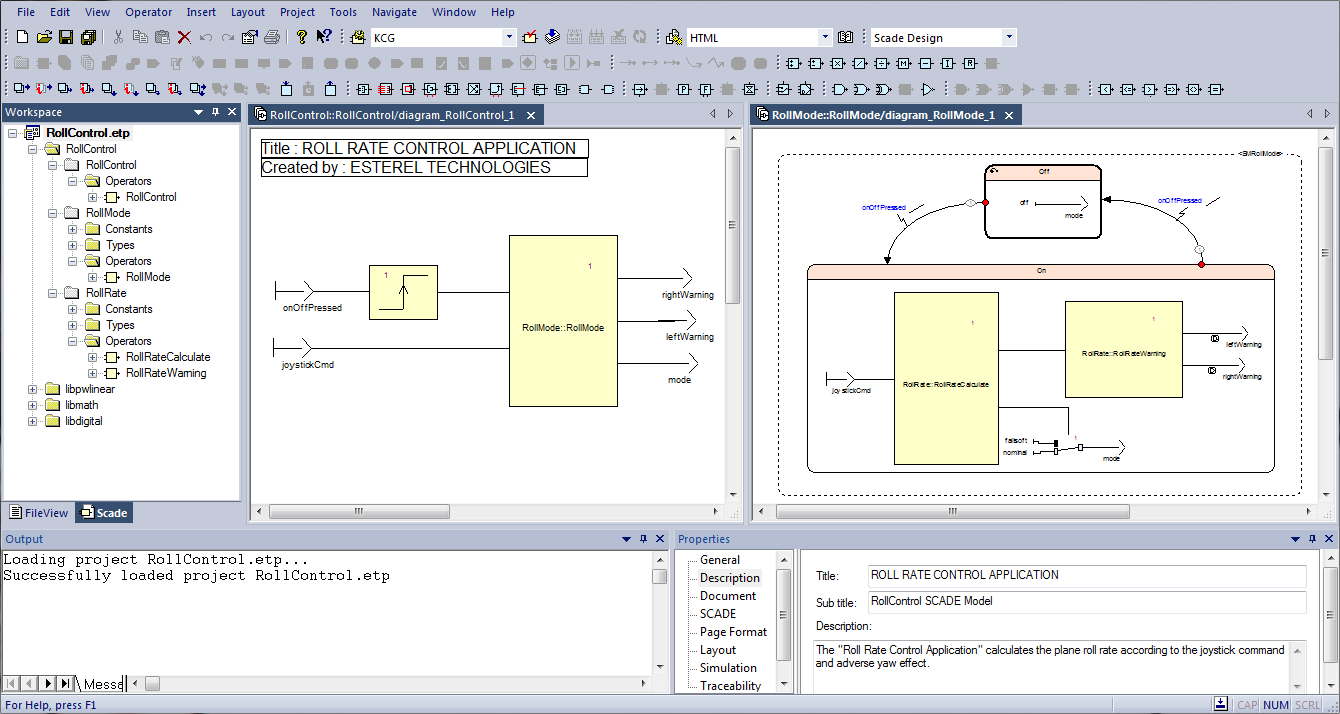 File Edit View Operator Insert Layout Project Tools Navigate Window Help
KCG HTML Scade Design
Workspace
RollControl.etp
RollControl
RollControl
Operators
RollControl
RollMode
Constants
Types
Operators
RollMode
RollRate
Constants
Types
Operators
RollRateCalculate
RollRateWarning
libpwlinear
libmath
libdigital
FileView Scade
RollControl::RollControl/diagram_RollControl_1
Title : ROLL RATE CONTROL APPLICATION
Created by : ESTEREL TECHNOLOGIES
1
1
onOffPressed
joystickCmd
RollMode::RollMode
rightWarning
leftWarning
mode
RollMode::RollMode/diagram_RollMode_1
<SMRollMode>
Off
off
mode
onOffPressed
onOffPressed
On
1
1
RollRate::RollRateCalculate
RollRate::RollRateWarning
joystickCmd
leftWarning
rightWarning
failsoft
nominal
1
mode
Output
Loading project RollControl.etp...
Successfully loaded project RollControl.etp
Messa
Properties
General
Description
Document
SCADE
Page Format
Layout
Simulation
Traceability
Title: ROLL RATE CONTROL APPLICATION
Sub title: RollControl SCADE Model
Description:
The "Roll Rate Control Application" calculates the plane roll rate according to the joystick command
and adverse yaw effect.
For Help, press F1
CAP NUM SCRL